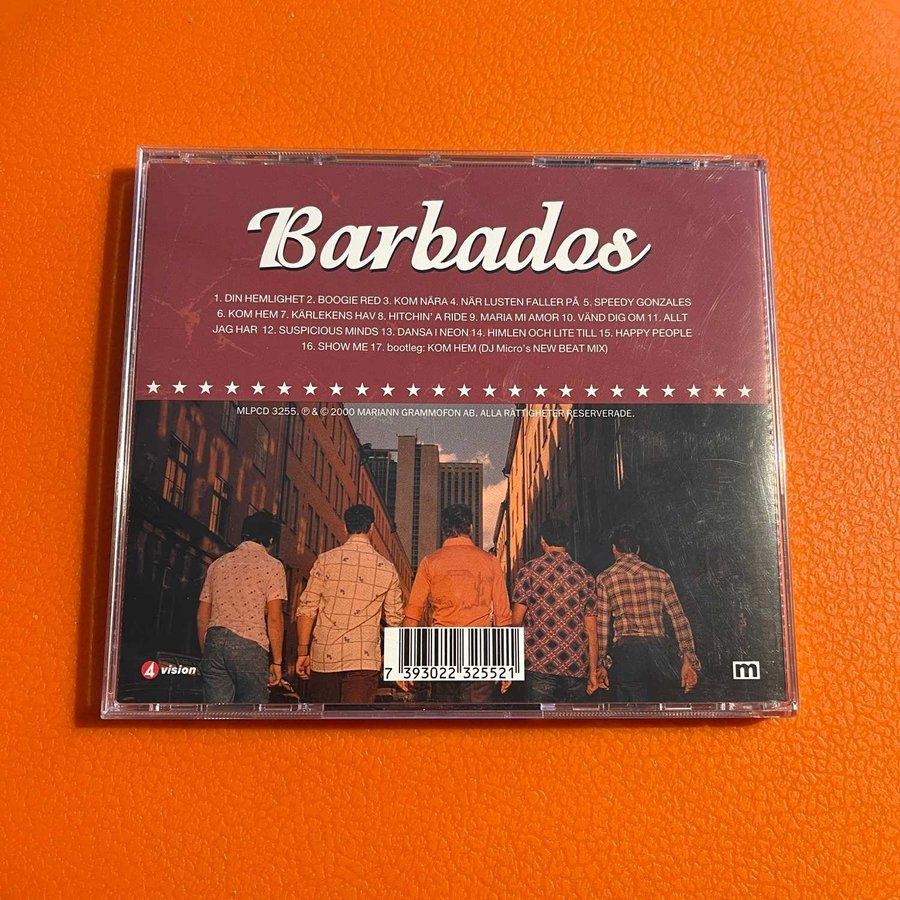 Barbados
1. DIN HEMLIGHET 2. BOOGIE RED 3. KOM NÄRA 4. NÄR LUSTEN FALLER PÅ 5. SPEEDY GONZALES
6. KOM HEM 7. KÄRLEKENS HAV 8. HITCHIN' A RIDE 9. MARIA MI AMOR 10. VÄND DIG OM 11. ALLT
JAG HAR 12. SUSPICIOUS MINDS 13. DANSA I NEON 14. HIMLEN OCH LITE TILL 15. HAPPY PEOPLE
16. SHOW ME 17. bootleg: KOM HEM (DJ Micro's NEW BEAT MIX)
MLPCD 3255. ℗ & © 2000 MARIANN GRAMMOFON AB. ALLA RÄTTIGHETER RESERVERADE.
4 vision
7 393022 325521
m